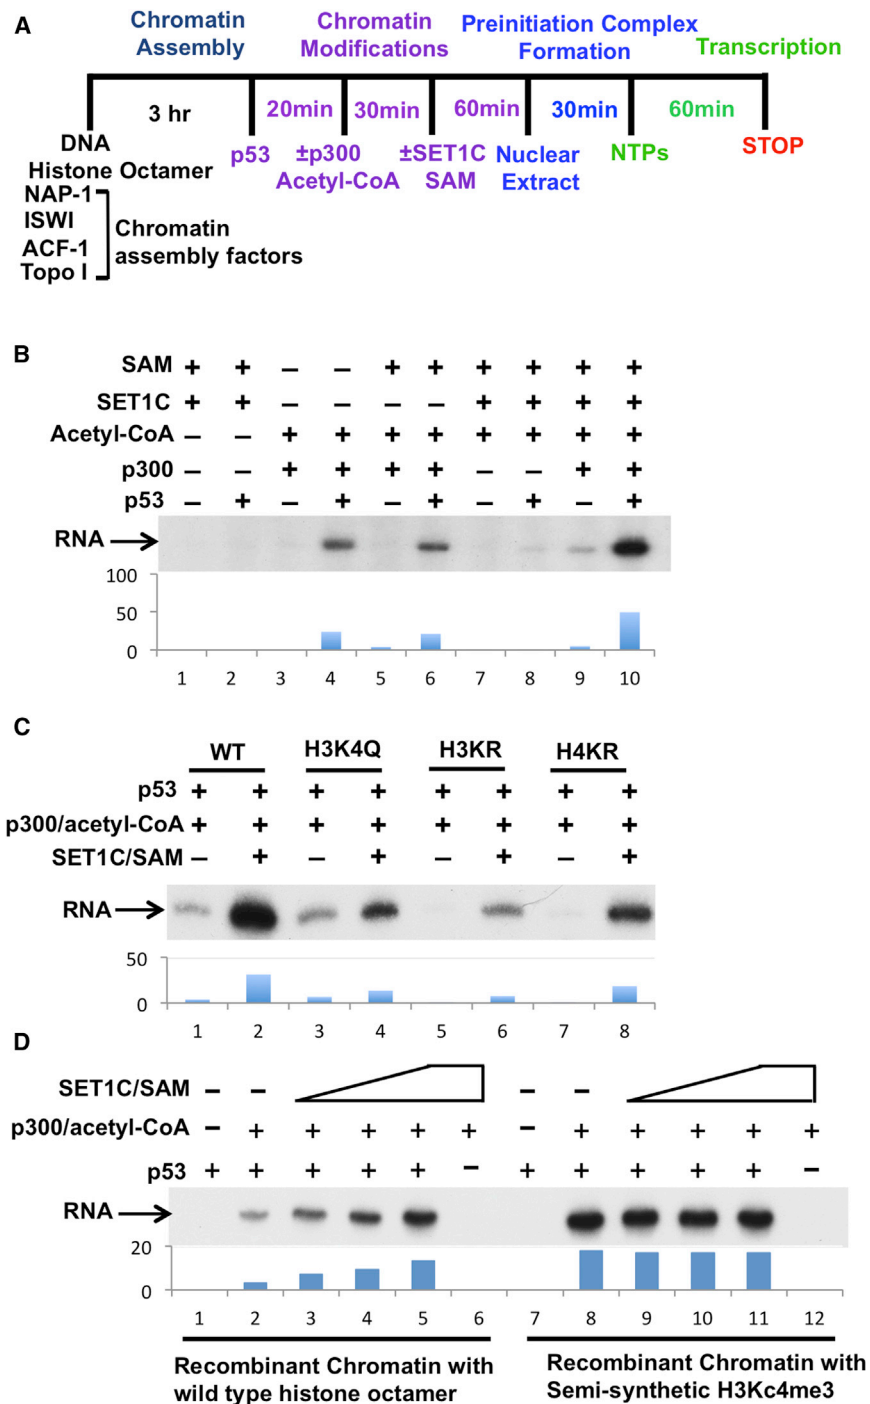 A
Chromatin Assembly
Chromatin Modifications
Preinitiation Complex Formation
Transcription
3 hr 20min 30min 60min 30min 60min
DNA
Histone Octamer
NAP-1
ISWI
ACF-1
Topo I
Chromatin assembly factors
p53
±p300 Acetyl-CoA
±SET1C SAM
Nuclear Extract
NTPs
STOP
B
SAM + + – – + + + + + +
SET1C + + – – – – + + + +
Acetyl-CoA – – + + + + + + + +
p300 – – + + + + – – + +
p53 – + – + – + – + – +
RNA
100
50
0
1 2 3 4 5 6 7 8 9 10
C
WT H3K4Q H3KR H4KR
p53 + + + + + + + +
p300/acetyl-CoA + + + + + + + +
SET1C/SAM – + – + – + – +
RNA
50
0
1 2 3 4 5 6 7 8
D
SET1C/SAM – – – –
p300/acetyl-CoA – + + + + + – + + + + +
p53 + + + + + – + + + + + –
RNA
20
0
1 2 3 4 5 6 7 8 9 10 11 12
Recombinant Chromatin with
wild type histone octamer
Recombinant Chromatin with
Semi-synthetic H3Kc4me3